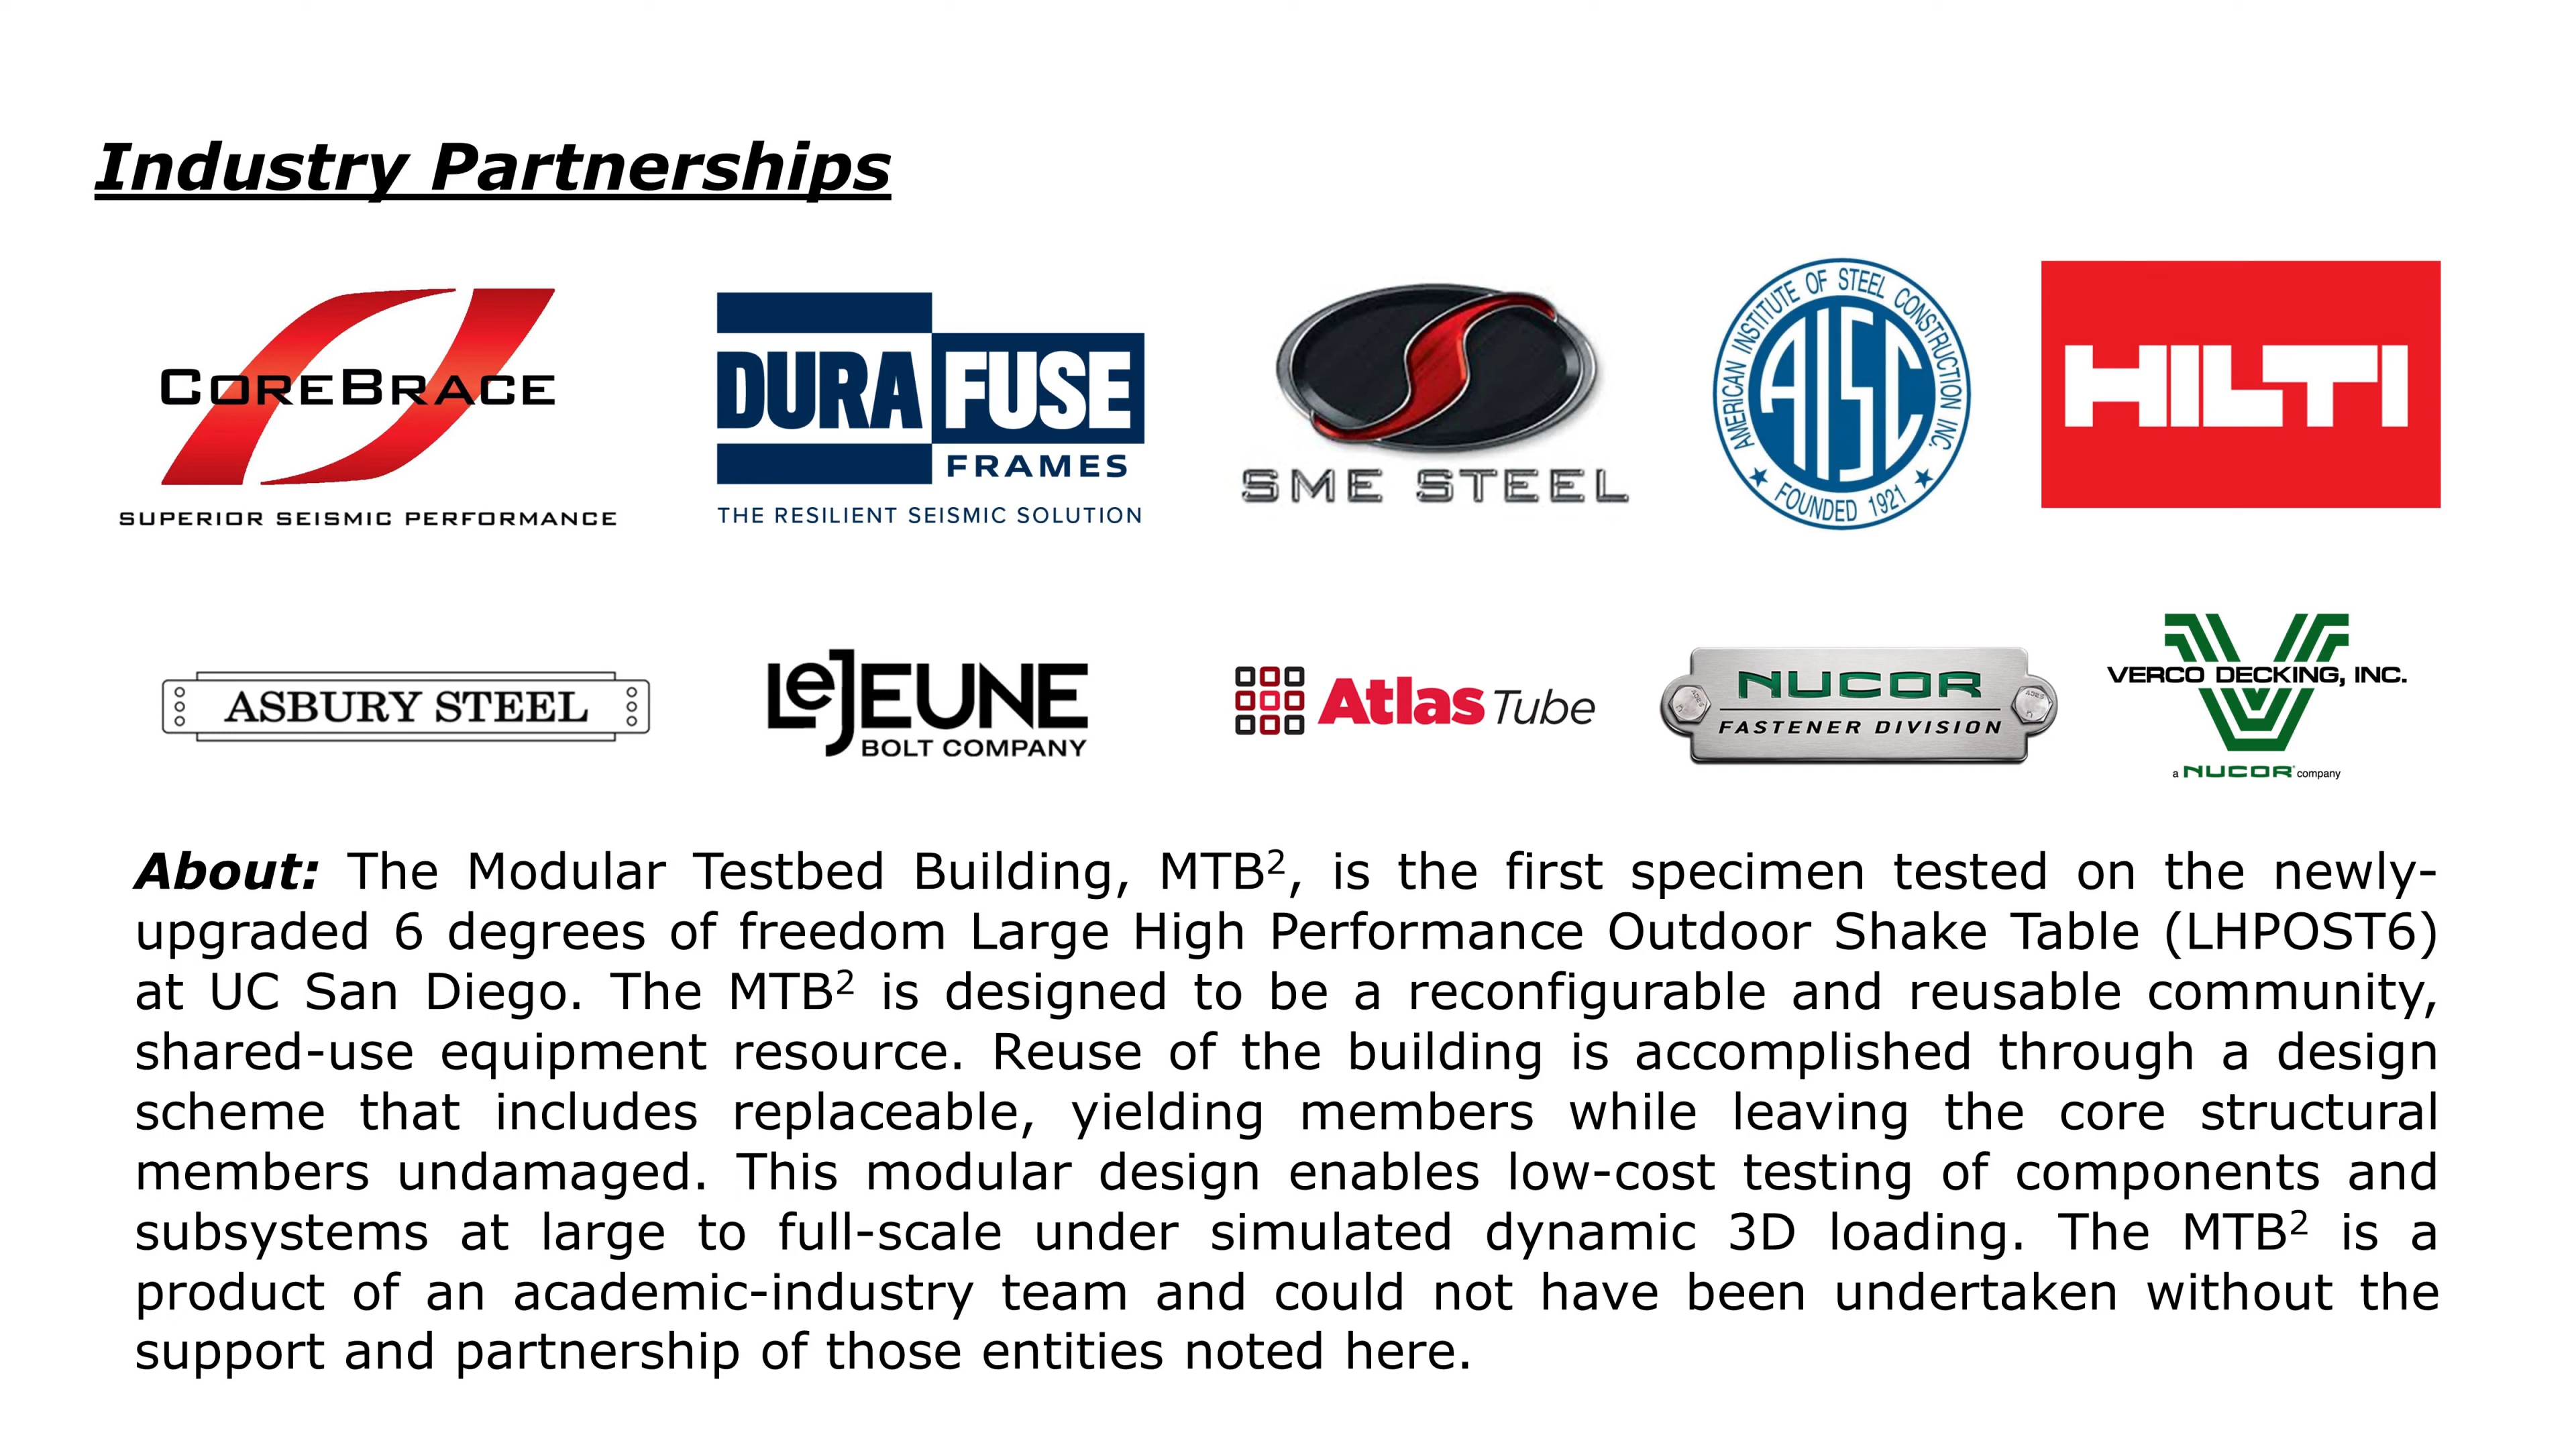 Industry Partnerships
COREBRACE
SUPERIOR SEISMIC PERFORMANCE
DURA FUSE
FRAMES
THE RESILIENT SEISMIC SOLUTION
SME STEEL
AMERICAN INSTITUTE OF STEEL CONSTRUCTION INC.
AISC
FOUNDED 1921
HILTI
ASBURY STEEL
LeJEUNE
BOLT COMPANY
Atlas Tube
NUCOR
FASTENER DIVISION
VERCO DECKING, INC.
a NUCOR company
About: The Modular Testbed Building, MTB², is the first specimen tested on the newly-
upgraded 6 degrees of freedom Large High Performance Outdoor Shake Table (LHPOST6)
at UC San Diego. The MTB² is designed to be a reconfigurable and reusable community,
shared-use equipment resource. Reuse of the building is accomplished through a design
scheme that includes replaceable, yielding members while leaving the core structural
members undamaged. This modular design enables low-cost testing of components and
subsystems at large to full-scale under simulated dynamic 3D loading. The MTB² is a
product of an academic-industry team and could not have been undertaken without the
support and partnership of those entities noted here.